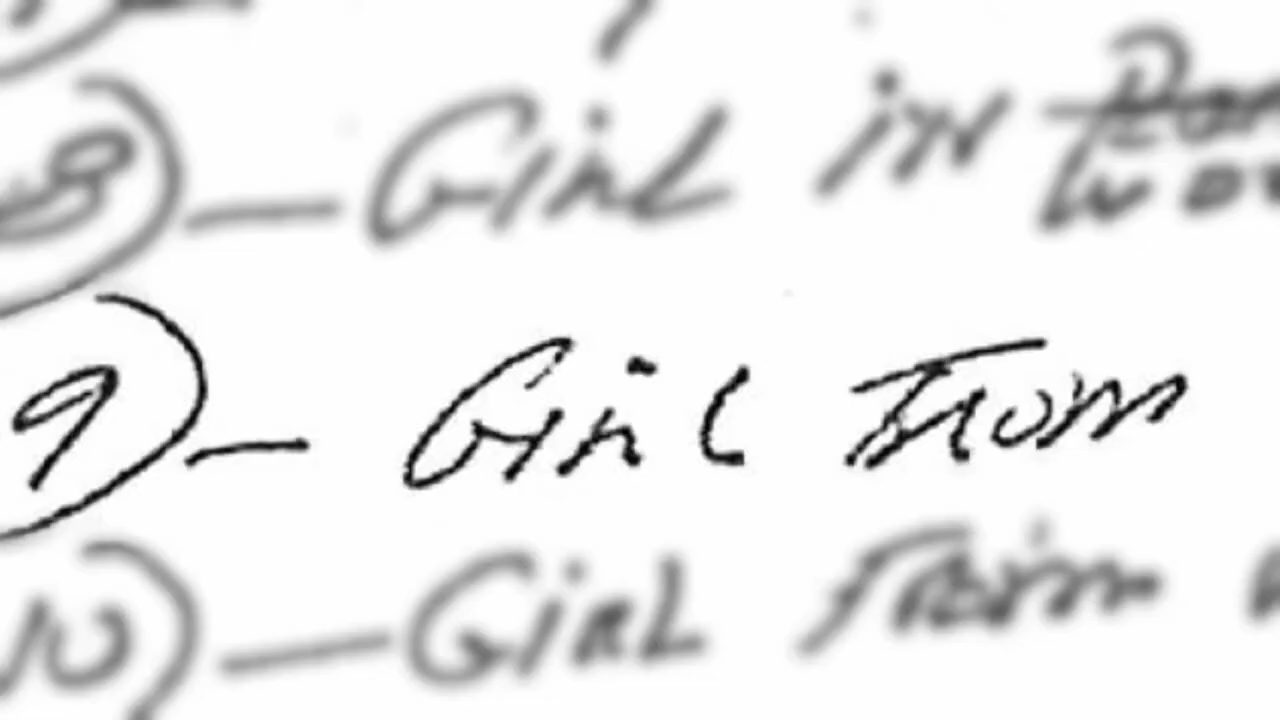 8) — Girl in
9) — Girl From
10) — Girl From